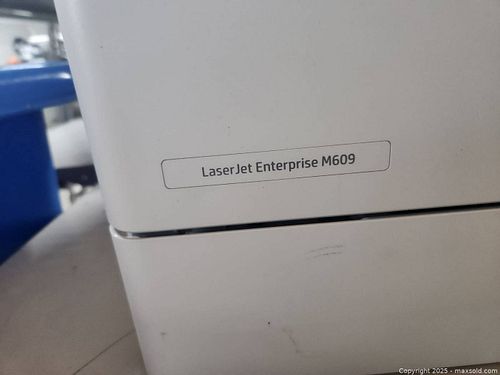 LaserJet Enterprise M609
Copyright 2025 - maxsold.com